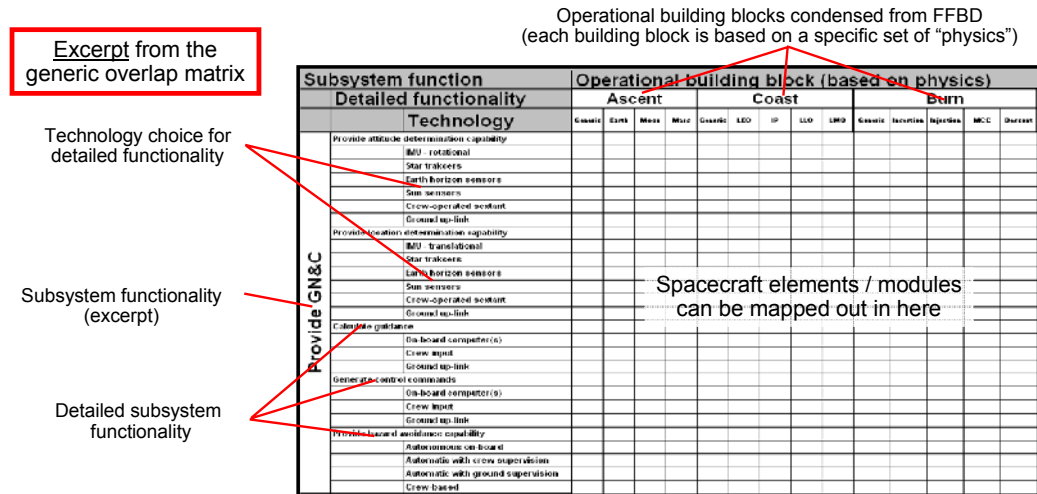 Operational building blocks condensed from FFBD
(each building block is based on a specific set of “physics”)
Excerpt from the
generic overlap matrix
Subsystem function
Operational building block (based on physics)
Detailed functionality
Ascent
Coast
Burn
Technology
Generic
Earth
Moon
Mars
Generic
LEO
IP
LLO
LMO
Generic
Insertion
Injection
MCC
Descent
Technology choice for
detailed functionality
Subsystem functionality
(excerpt)
Detailed subsystem
functionality
Provide GN&C
Provide attitude determination capability
IMU - rotational
Star trakcers
Earth horizon sensors
Sun sensors
Crew-operated sextant
Ground up-link
Provide location determination capability
IMU - translational
Star trakcers
Earth horizon sensors
Sun sensors
Crew-operated sextant
Ground up-link
Calculate guidance
On-board computer(s)
Crew input
Ground up-link
Generate control commands
On-board computer(s)
Crew input
Ground up-link
Provide hazard avoidance capability
Autonomous on-board
Automatic with crew supervision
Automatic with ground supervision
Crew-based
Spacecraft elements / modules
can be mapped out in here